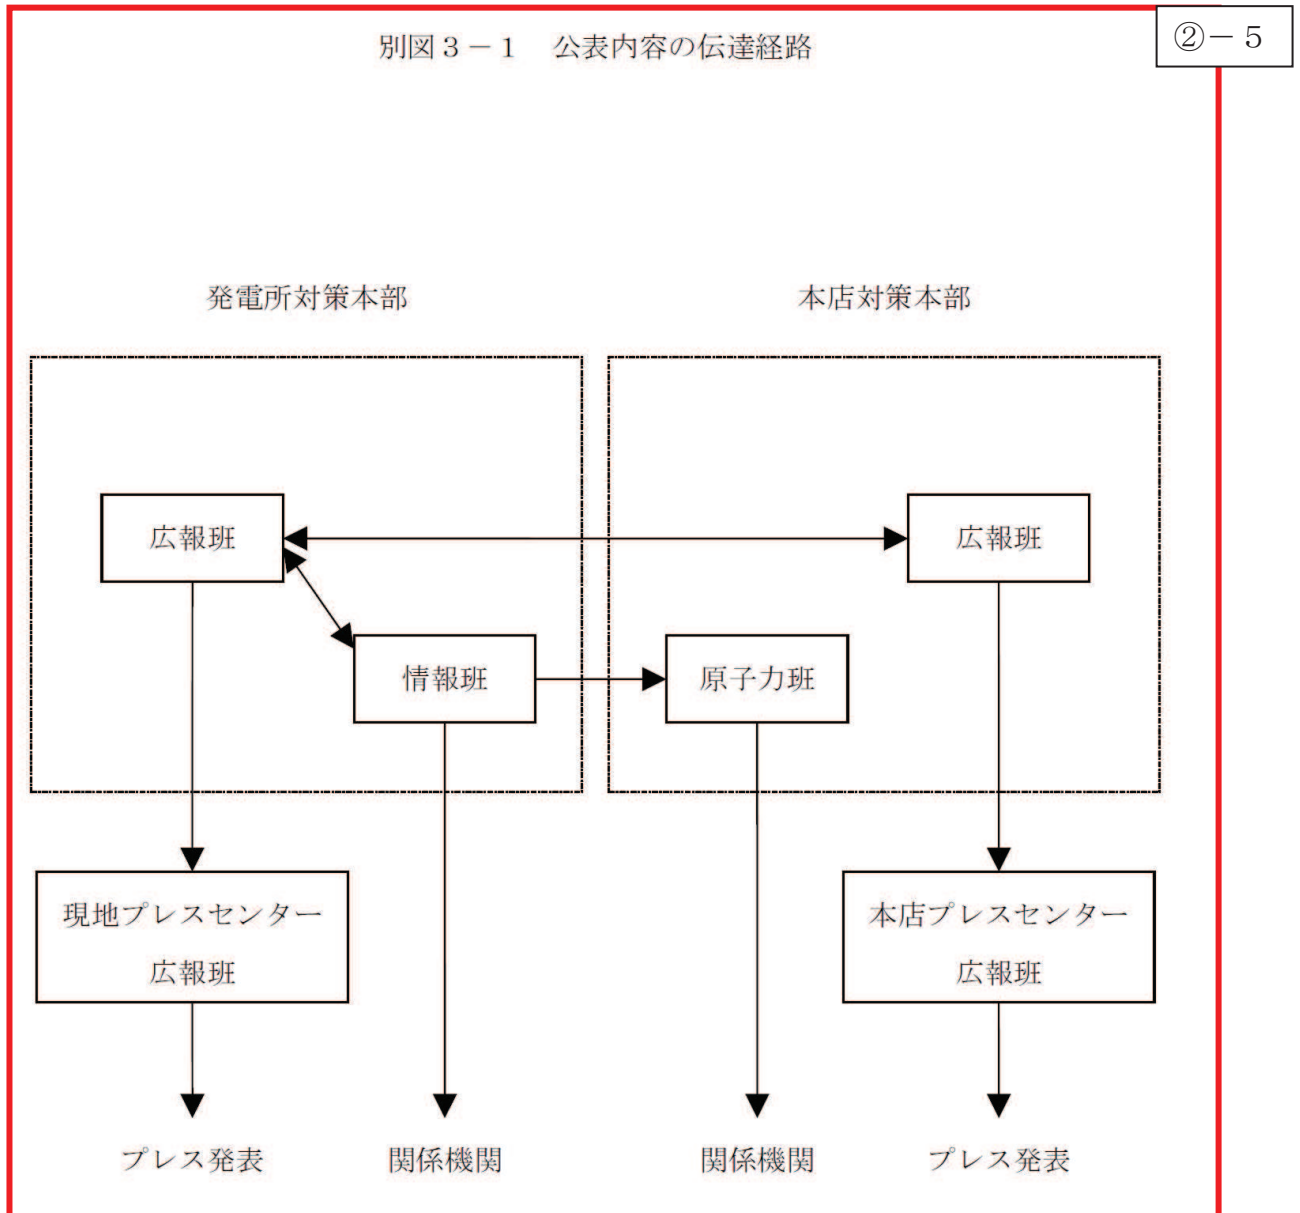 ②－５
別図３－１　公表内容の伝達経路
発電所対策本部
本店対策本部
広報班
広報班
情報班
原子力班
現地プレスセンター
広報班
本店プレスセンター
広報班
プレス発表
関係機関
関係機関
プレス発表